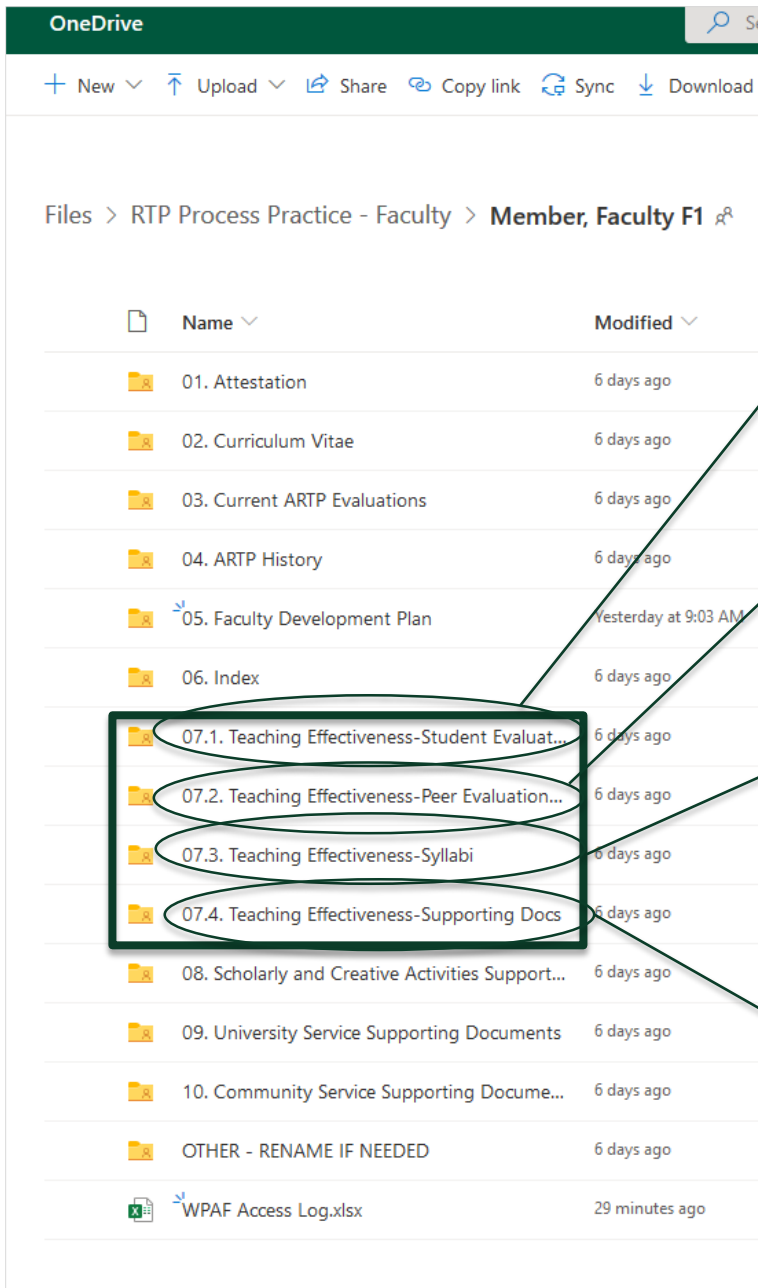 OneDrive
New Upload Share Copy link Sync Download
Files > RTP Process Practice - Faculty > Member, Faculty F1
Name Modified
01. Attestation 6 days ago
02. Curriculum Vitae 6 days ago
03. Current ARTP Evaluations 6 days ago
04. ARTP History 6 days ago
05. Faculty Development Plan Yesterday at 9:03 AM
06. Index 6 days ago
07.1. Teaching Effectiveness-Student Evaluat... 6 days ago
07.2. Teaching Effectiveness-Peer Evaluation... 6 days ago
07.3. Teaching Effectiveness-Syllabi 6 days ago
07.4. Teaching Effectiveness-Supporting Docs 6 days ago
08. Scholarly and Creative Activities Support... 6 days ago
09. University Service Supporting Documents 6 days ago
10. Community Service Supporting Docume... 6 days ago
OTHER - RENAME IF NEEDED 6 days ago
WPAF Access Log.xlsx 29 minutes ago